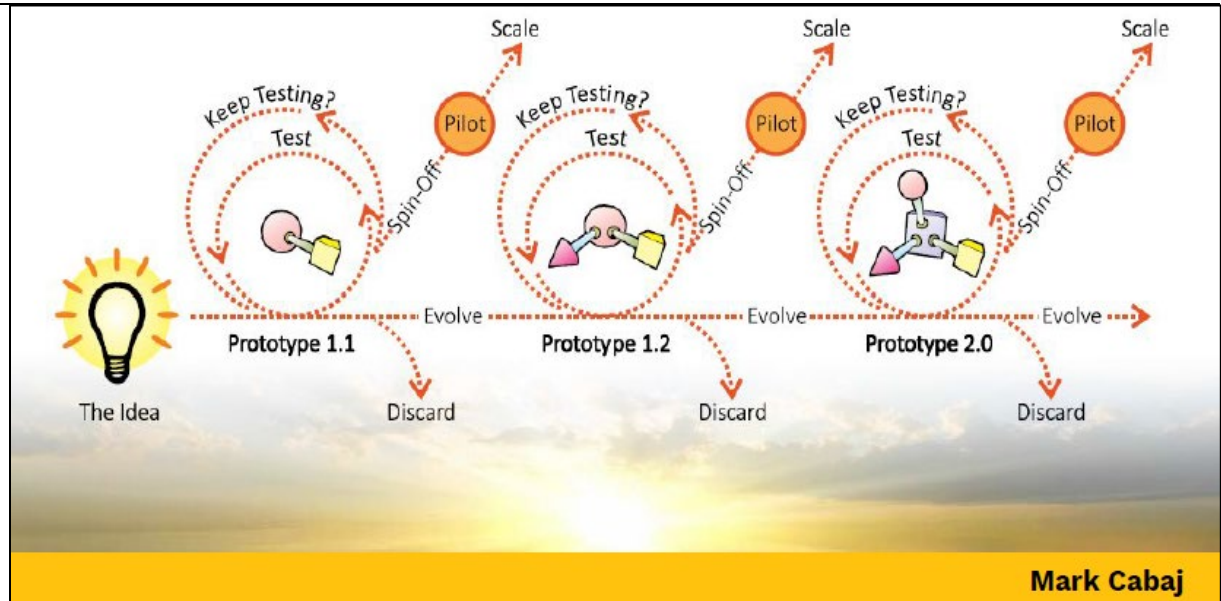 Scale
Scale
Scale
Keep Testing?
Keep Testing?
Keep Testing?
Pilot
Pilot
Pilot
Test
Test
Test
Spin-Off
Spin-Off
Spin-Off
Evolve
Evolve
Evolve
Prototype 1.1
Prototype 1.2
Prototype 2.0
The Idea
Discard
Discard
Discard
Mark Cabaj